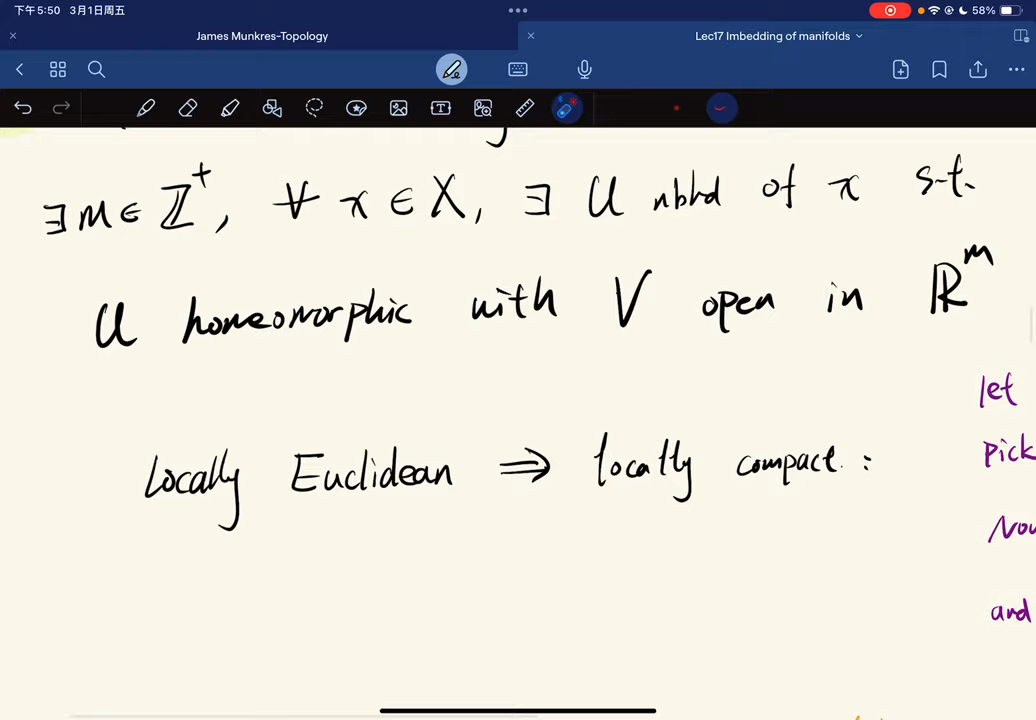 下午5:50 3月1日周五
58%
James Munkres-Topology
Lec17 Imbedding of manifolds
∃ m ∈ ℤ⁺, ∀ x ∈ X, ∃ U nbhd of x s.t.
U homeomorphic with V open in ℝᵐ
let
Locally Euclidean ⇒ locally compact :
Pick
Now
and